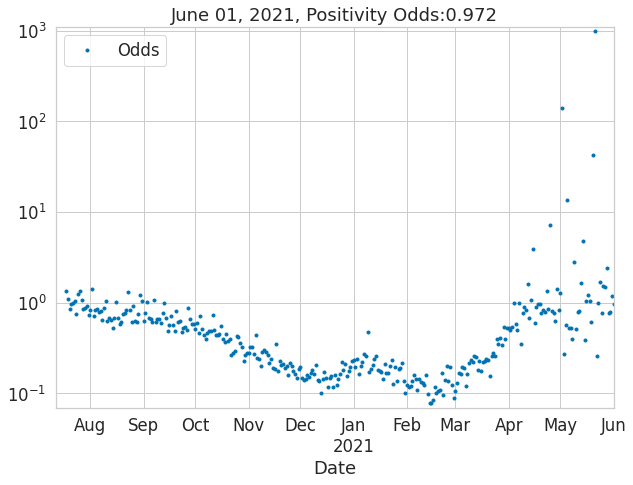 June 01, 2021, Positivity Odds:0.972
Odds
10³
10²
10¹
10⁰
10⁻¹
Aug Sep Oct Nov Dec Jan Feb Mar Apr May Jun
2021
Date